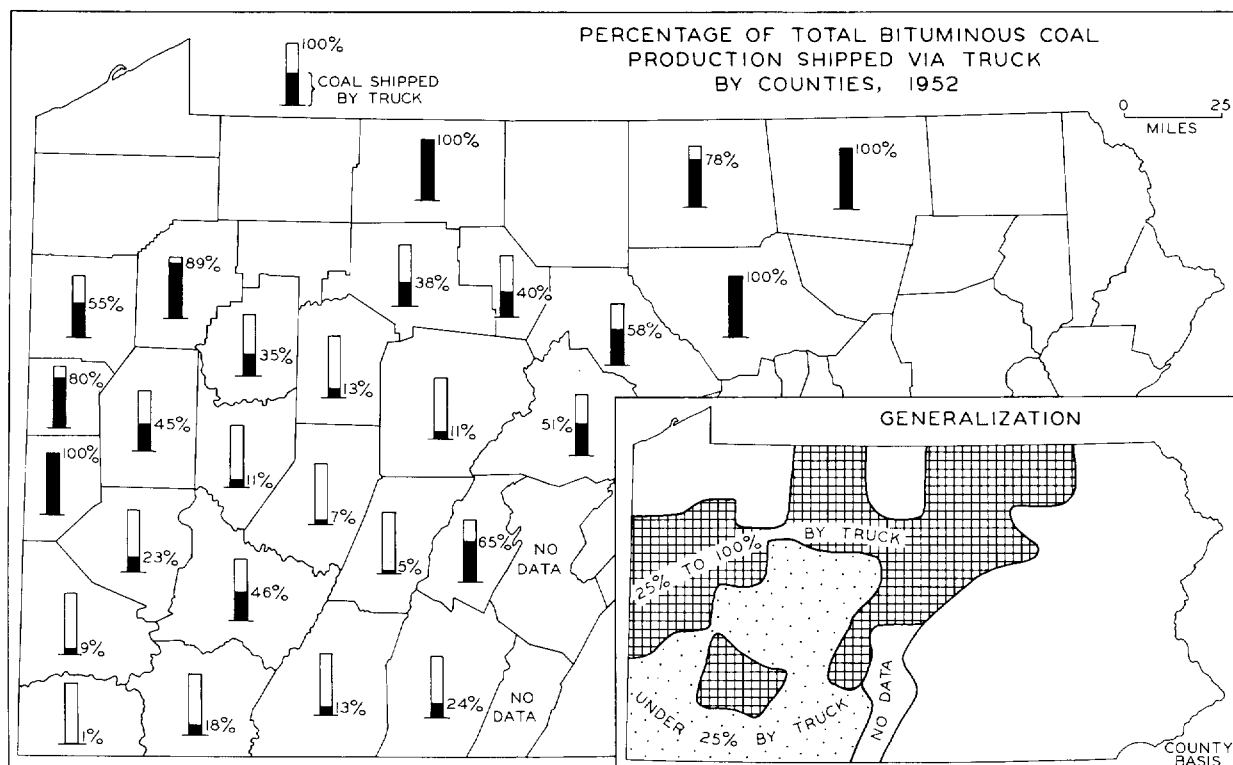 PERCENTAGE OF TOTAL BITUMINOUS COAL
PRODUCTION SHIPPED VIA TRUCK
BY COUNTIES, 1952
100%
COAL SHIPPED
BY TRUCK
0 25
MILES
100%
78%
100%
89%
55%
38%
40%
100%
58%
35%
80%
13%
45%
11%
51%
100%
11%
7%
23%
5%
65%
NO
DATA
46%
9%
13%
24%
NO
DATA
18%
1%
GENERALIZATION
25% TO 100% BY TRUCK
UNDER 25% BY TRUCK
NO DATA
COUNTY
BASIS